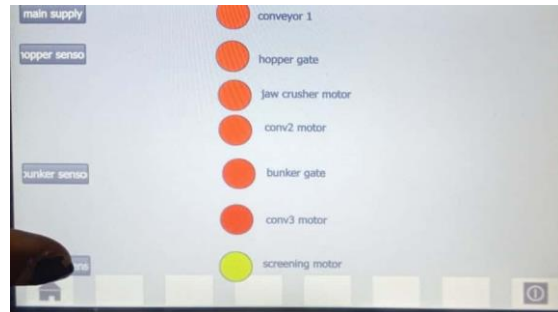 main supply
conveyor 1
hopper senso
hopper gate
jaw crusher motor
conv2 motor
bunker senso
bunker gate
conv3 motor
screening motor